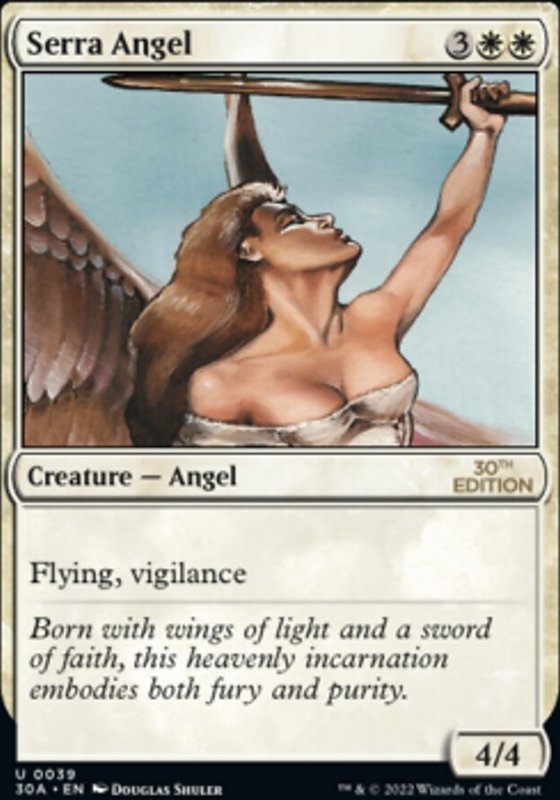 Serra Angel 3
Creature — Angel 30TH EDITION
Flying, vigilance
Born with wings of light and a sword
of faith, this heavenly incarnation
embodies both fury and purity.
4/4
U 0039
30A • EN DOUGLAS SHULER ™ & © 2022 Wizards of the Coast